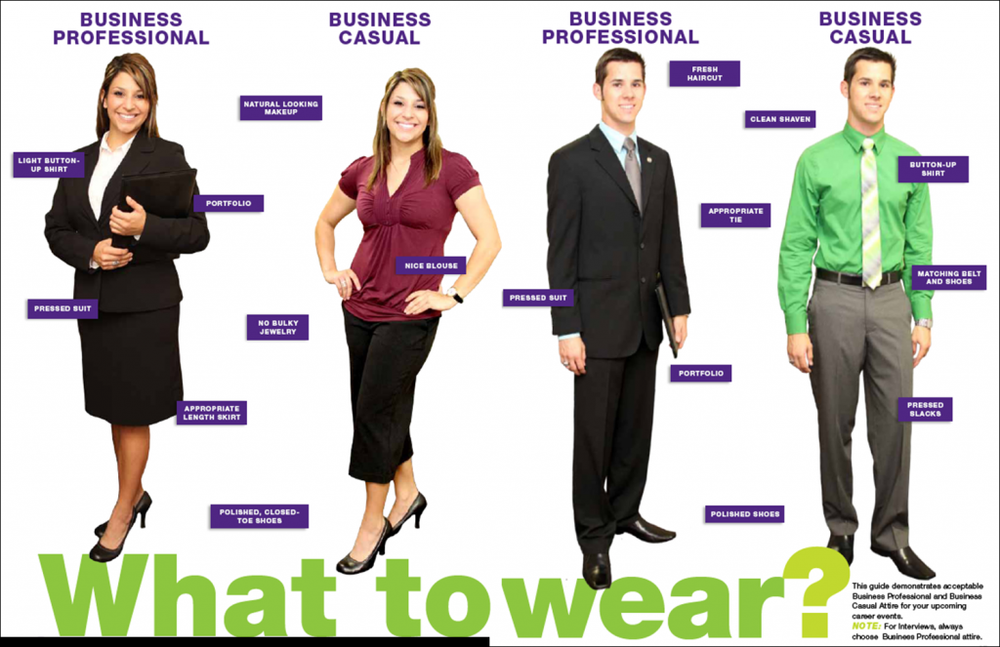 BUSINESS
PROFESSIONAL
BUSINESS
CASUAL
BUSINESS
PROFESSIONAL
BUSINESS
CASUAL
FRESH
HAIRCUT
NATURAL LOOKING
MAKEUP
CLEAN SHAVEN
LIGHT BUTTON-
UP SHIRT
BUTTON-UP
SHIRT
PORTFOLIO
APPROPRIATE
TIE
NICE BLOUSE
MATCHING BELT
AND SHOES
PRESSED SUIT
PRESSED SUIT
NO BULKY
JEWELRY
PORTFOLIO
APPROPRIATE
LENGTH SKIRT
PRESSED
SLACKS
POLISHED, CLOSED-
TOE SHOES
POLISHED SHOES
What to wear?
This guide demonstrates acceptable
Business Professional and Business
Casual Attire for your upcoming
career events.
NOTE: For Interviews, always
choose Business Professional attire.